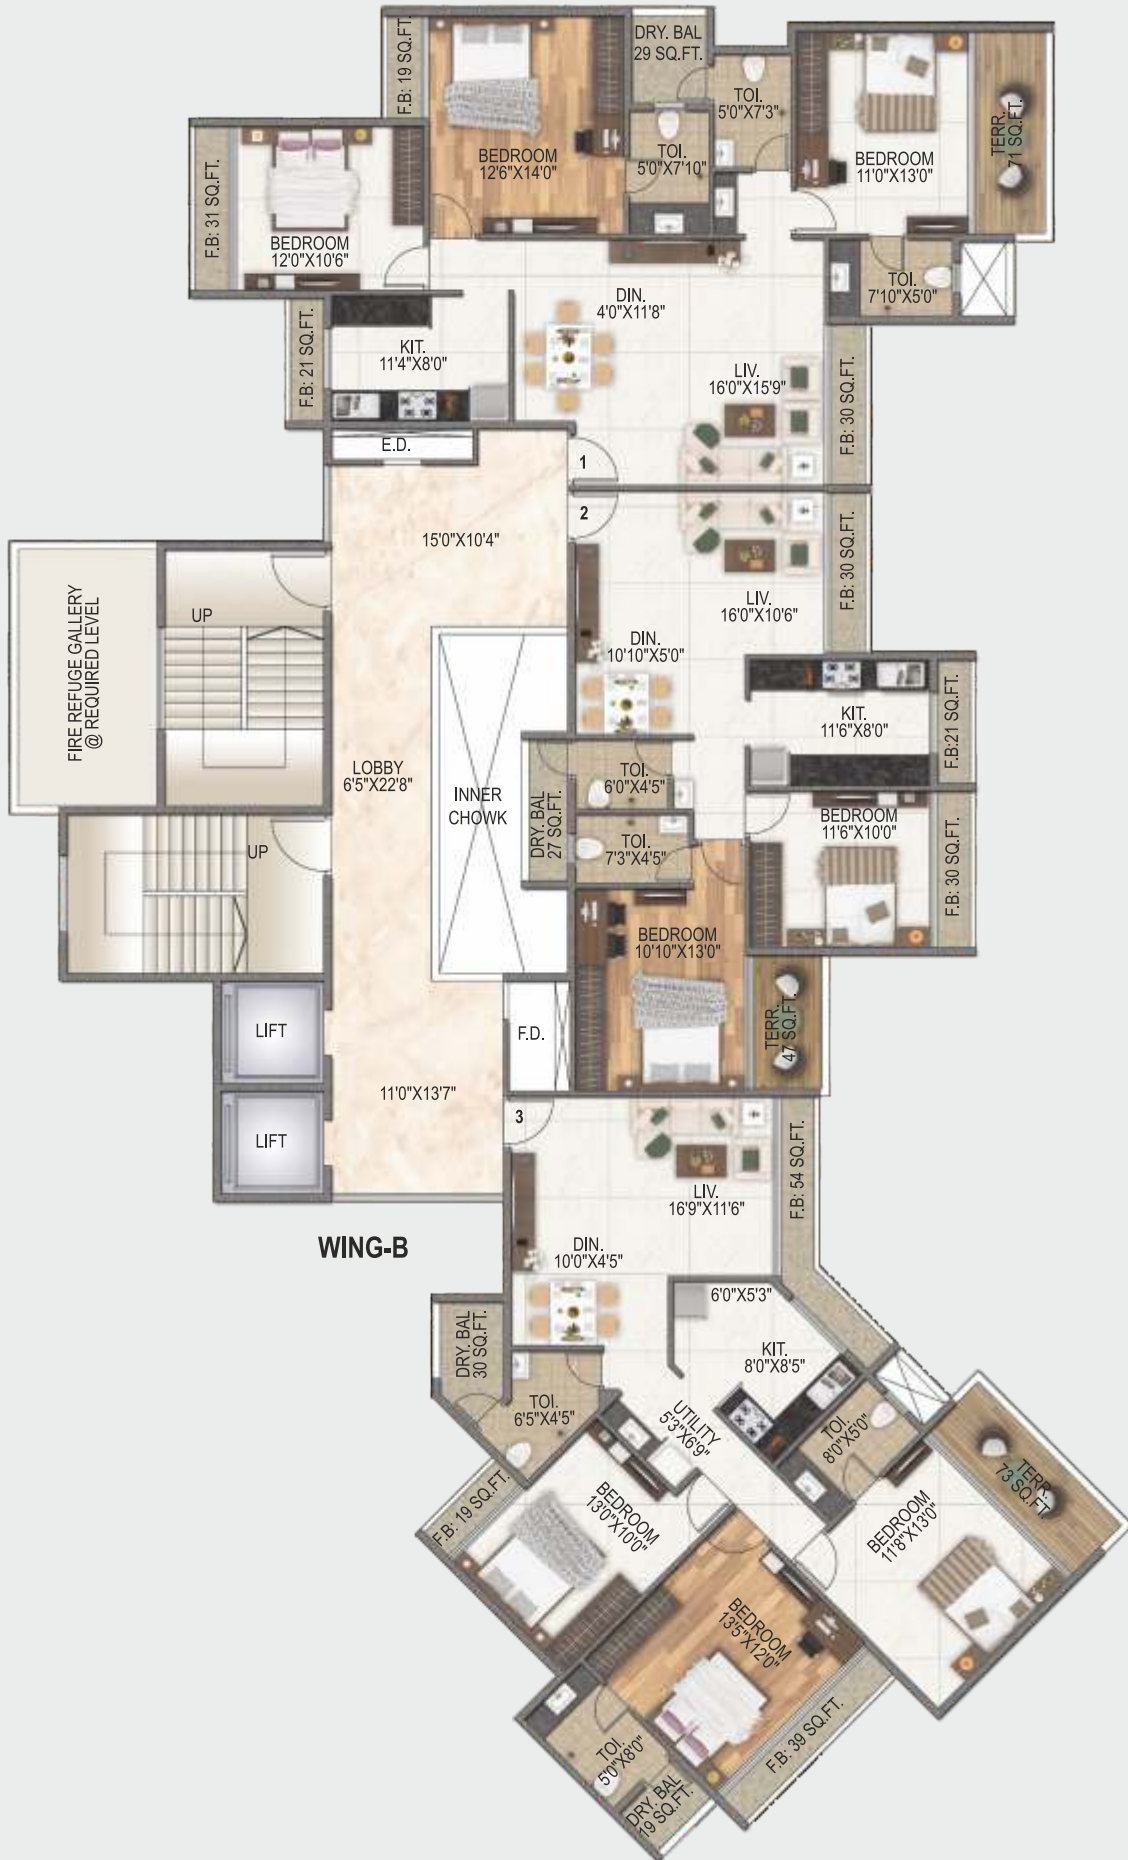 F.B: 19 SQ.FT.
DRY. BAL
29 SQ.FT.
TOI.
5'0"X7'3"
BEDROOM
12'6"X14'0"
TOI.
5'0"X7'10"
BEDROOM
11'0"X13'0"
TERR.
71 SQ.FT.
F.B: 31 SQ.FT.
BEDROOM
12'0"X10'6"
TOI.
7'10"X5'0"
DIN.
4'0"X11'8"
F.B: 21 SQ.FT.
KIT.
11'4"X8'0"
LIV.
16'0"X15'9"
F.B: 30 SQ.FT.
E.D.
1
2
15'0"X10'4"
F.B: 30 SQ.FT.
LIV.
16'0"X10'6"
DIN.
10'10"X5'0"
FIRE REFUGE GALLERY
@ REQUIRED LEVEL
UP
KIT.
11'6"X8'0"
F.B:21 SQ.FT.
LOBBY
6'5"X22'8"
INNER
CHOWK
DRY. BAL
27 SQ.FT.
TOI.
6'0"X4'5"
TOI.
7'3"X4'5"
BEDROOM
11'6"X10'0"
F.B: 30 SQ.FT.
UP
BEDROOM
10'10"X13'0"
TERR.
47 SQ.FT.
LIFT
F.D.
11'0"X13'7"
3
LIFT
F.B: 54 SQ.FT.
LIV.
16'9"X11'6"
WING-B
DIN.
10'0"X4'5"
6'0"X5'3"
DRY. BAL
30 SQ.FT.
KIT.
8'0"X8'5"
TOI.
6'5"X4'5"
UTILITY
5'3"X6'9"
TOI.
8'0"X5'0"
TERR.
73 SQ.FT.
F.B: 19 SQ.FT.
BEDROOM
13'0"X10'0"
BEDROOM
11'8"X13'0"
BEDROOM
13'5"X12'0"
F.B: 39 SQ.FT.
TOI.
5'0"X8'0"
DRY. BAL
19 SQ.FT.